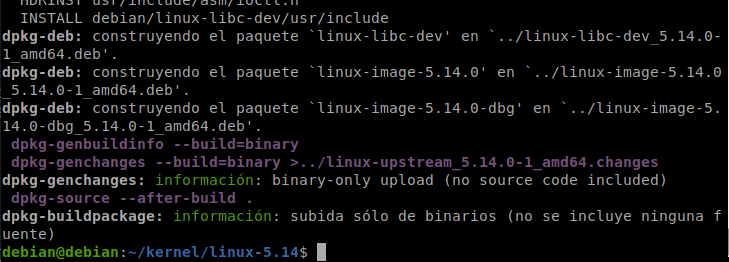 HDRINST usr/include/asm/ioctl.h
INSTALL debian/linux-libc-dev/usr/include
dpkg-deb: construyendo el paquete `linux-libc-dev' en `../linux-libc-dev_5.14.0-
1_amd64.deb'.
dpkg-deb: construyendo el paquete `linux-image-5.14.0' en `../linux-image-5.14.0
_5.14.0-1_amd64.deb'.
dpkg-deb: construyendo el paquete `linux-image-5.14.0-dbg' en `../linux-image-5.
14.0-dbg_5.14.0-1_amd64.deb'.
dpkg-genbuildinfo --build=binary
dpkg-genchanges --build=binary >../linux-upstream_5.14.0-1_amd64.changes
dpkg-genchanges: información: binary-only upload (no source code included)
dpkg-source --after-build .
dpkg-buildpackage: información: subida sólo de binarios (no se incluye ninguna f
uente)
debian@debian:~/kernel/linux-5.14$